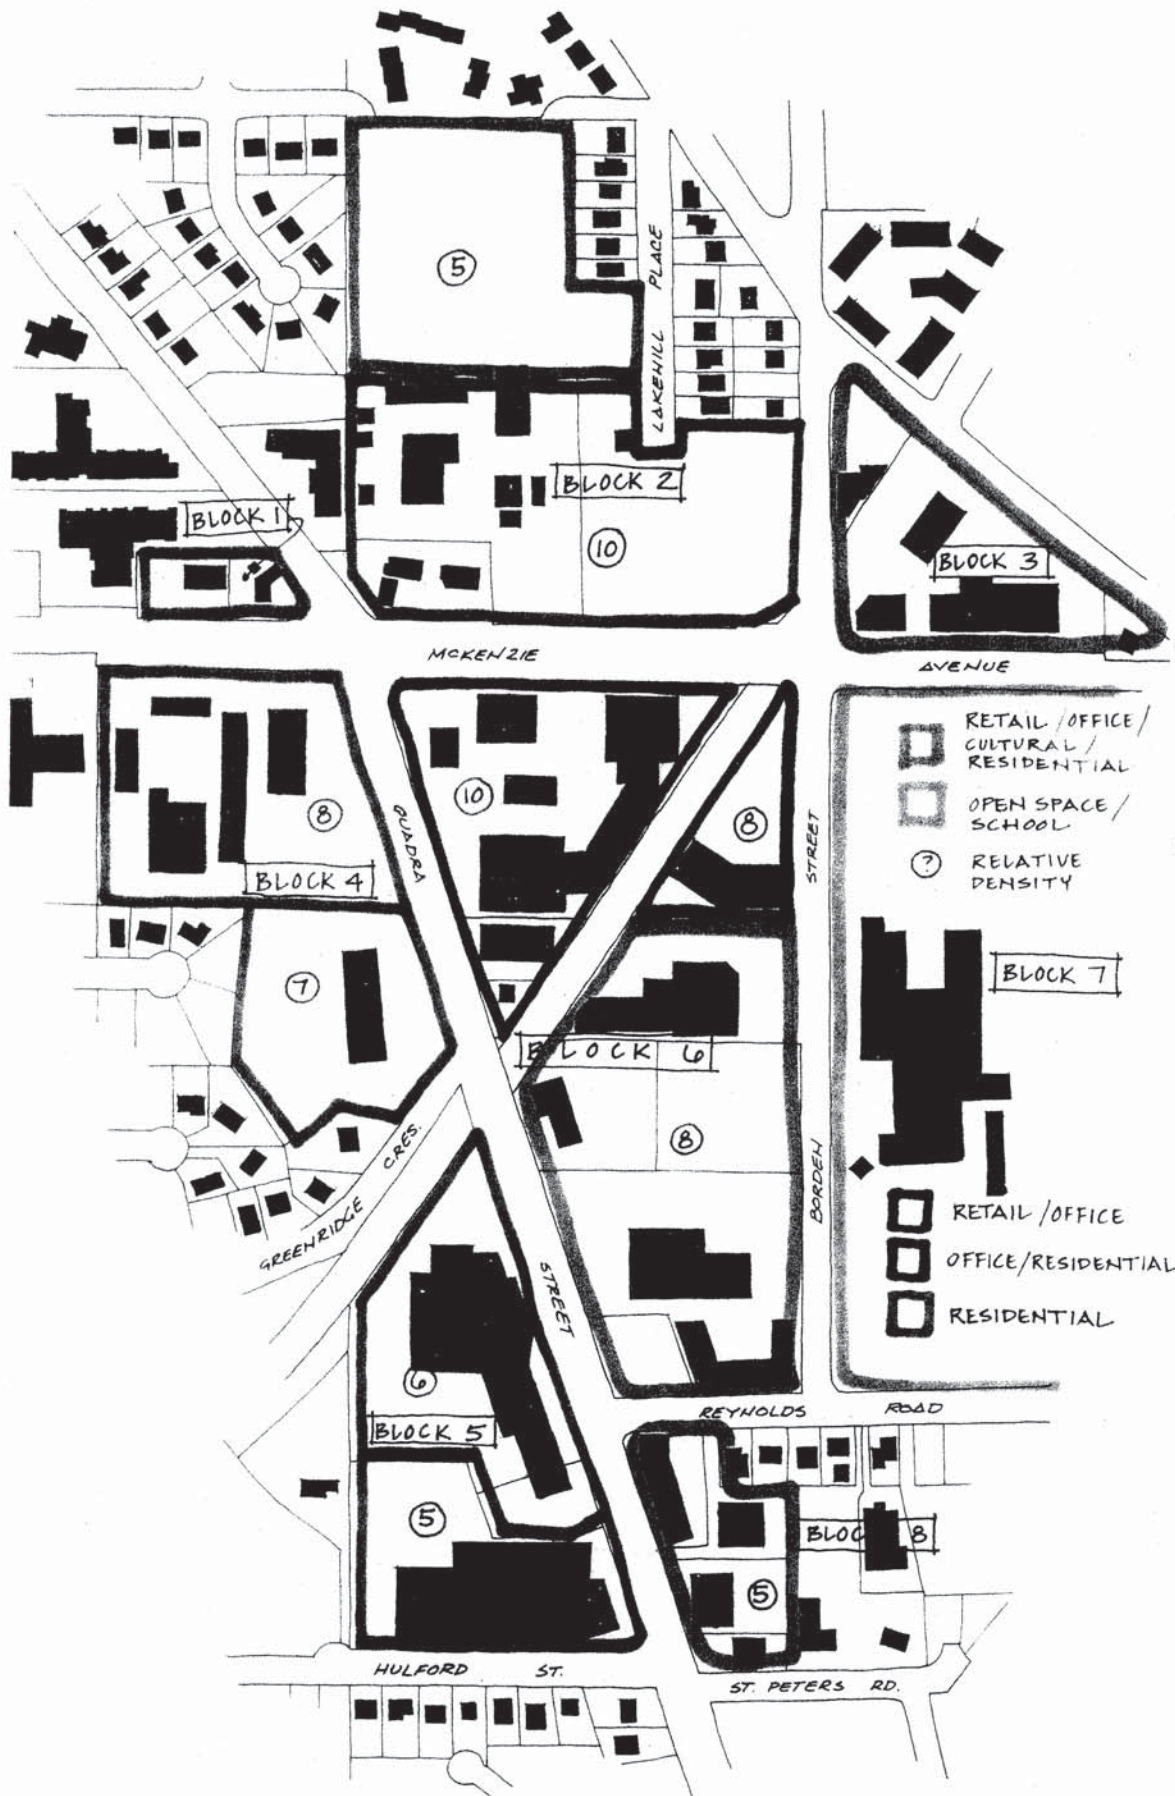 5
LAKEHILL PLACE
BLOCK 2
BLOCK 1
10
BLOCK 3
MCKENZIE
AVENUE
RETAIL / OFFICE /
CULTURAL /
RESIDENTIAL
OPEN SPACE /
SCHOOL
? RELATIVE
DENSITY
10
8
8
QUADRA
STREET
BLOCK 4
7
BLOCK 7
BLOCK 6
8
GREENRIDGE CRES.
BORDEN
STREET
RETAIL / OFFICE
OFFICE/RESIDENTIAL
RESIDENTIAL
6
BLOCK 5
REYNOLDS ROAD
5
BLOC 8
5
HULFORD ST.
ST. PETERS RD.